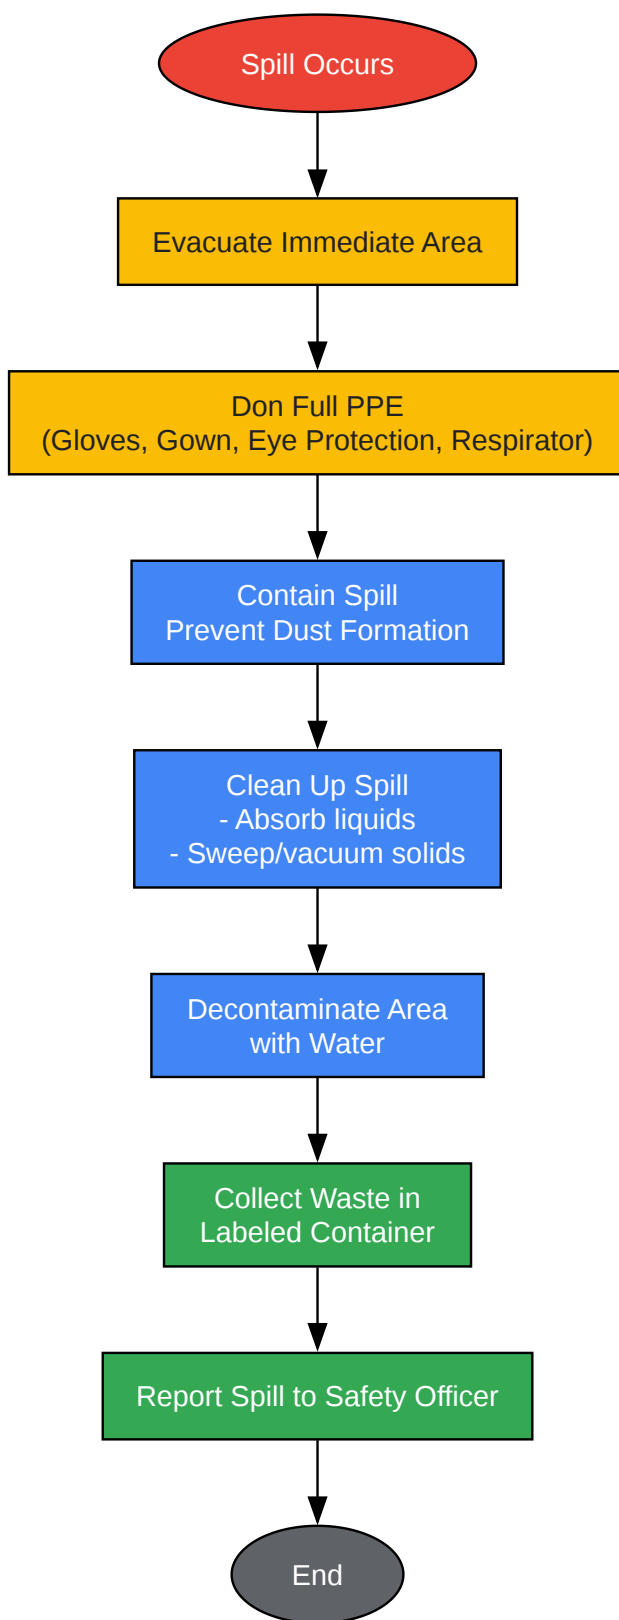 Spill Occurs
Evacuate Immediate Area
Don Full PPE
(Gloves, Gown, Eye Protection, Respirator)
Contain Spill
Prevent Dust Formation
Clean Up Spill
- Absorb liquids
- Sweep/vacuum solids
Decontaminate Area
with Water
Collect Waste in
Labeled Container
Report Spill to Safety Officer
End